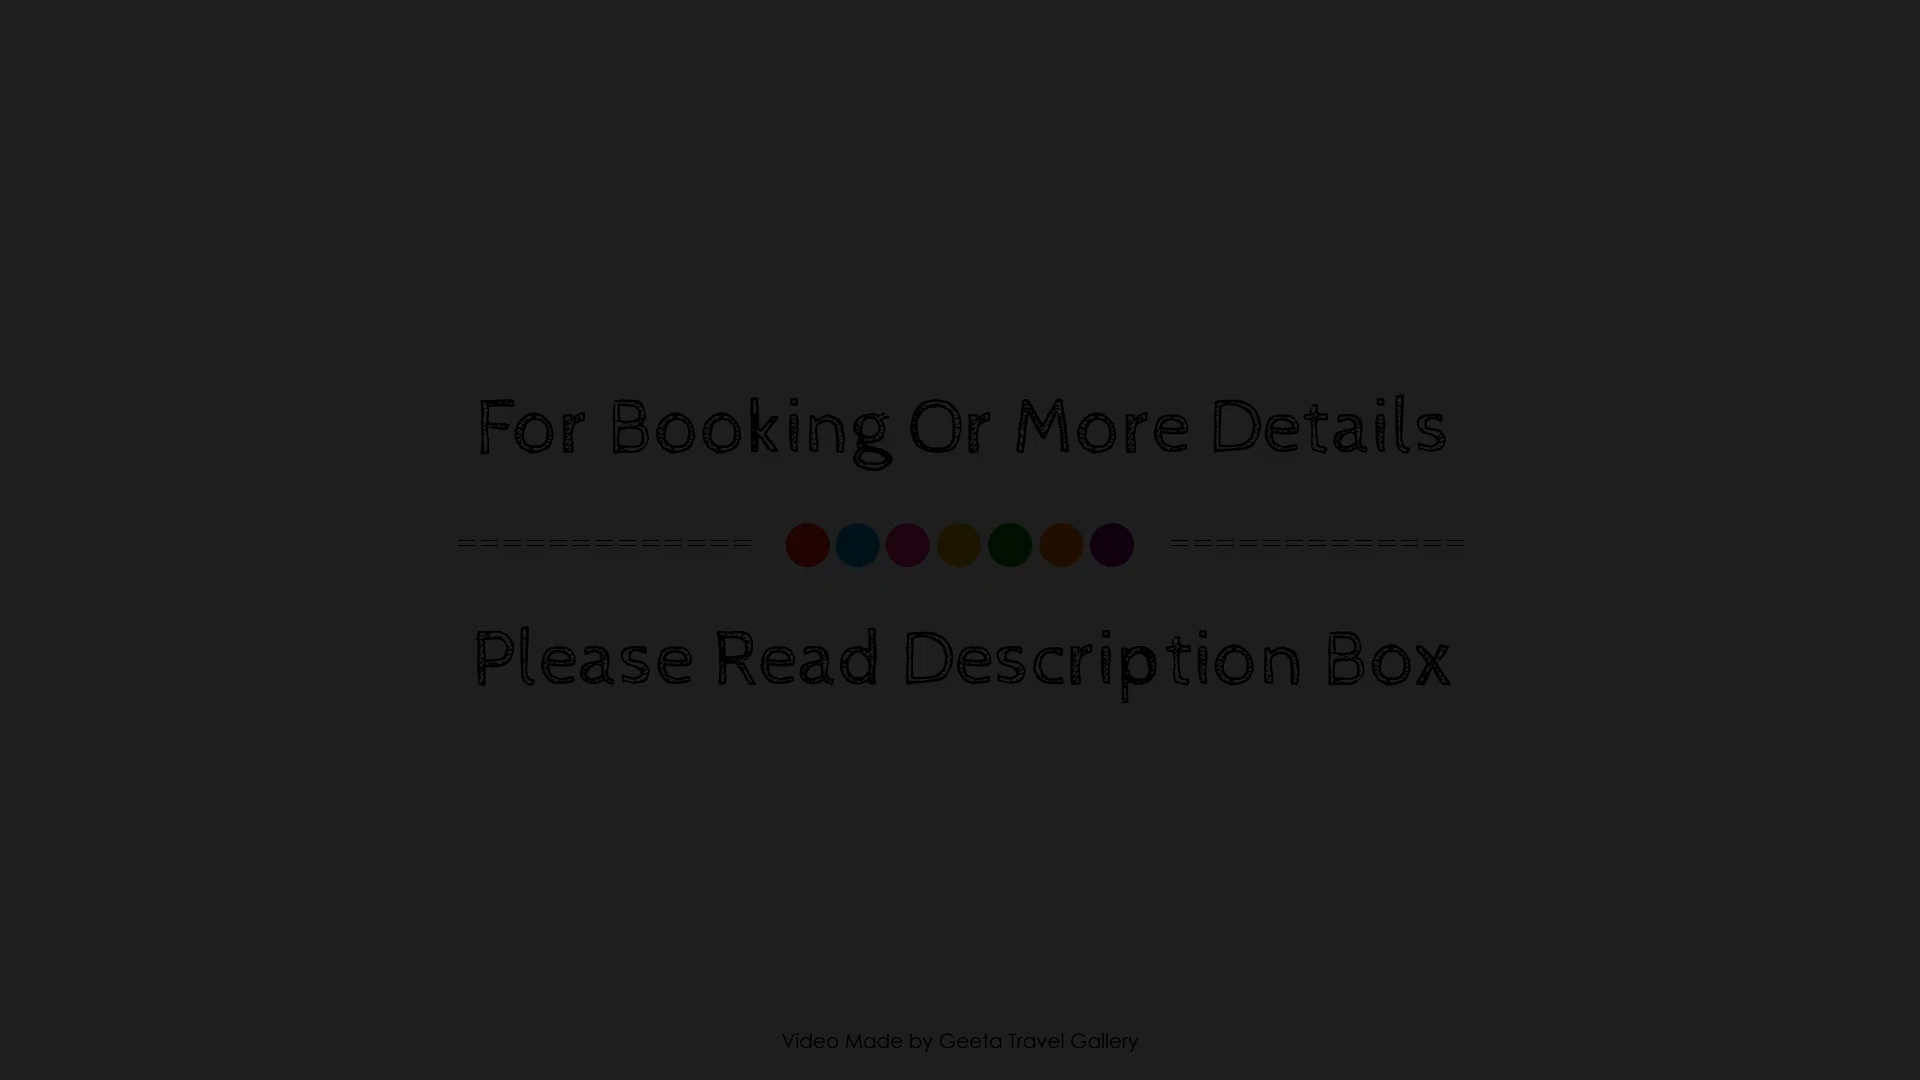 For Booking Or More Details
============= =============
Please Read Description Box
Video Made by Geeta Travel Gallery